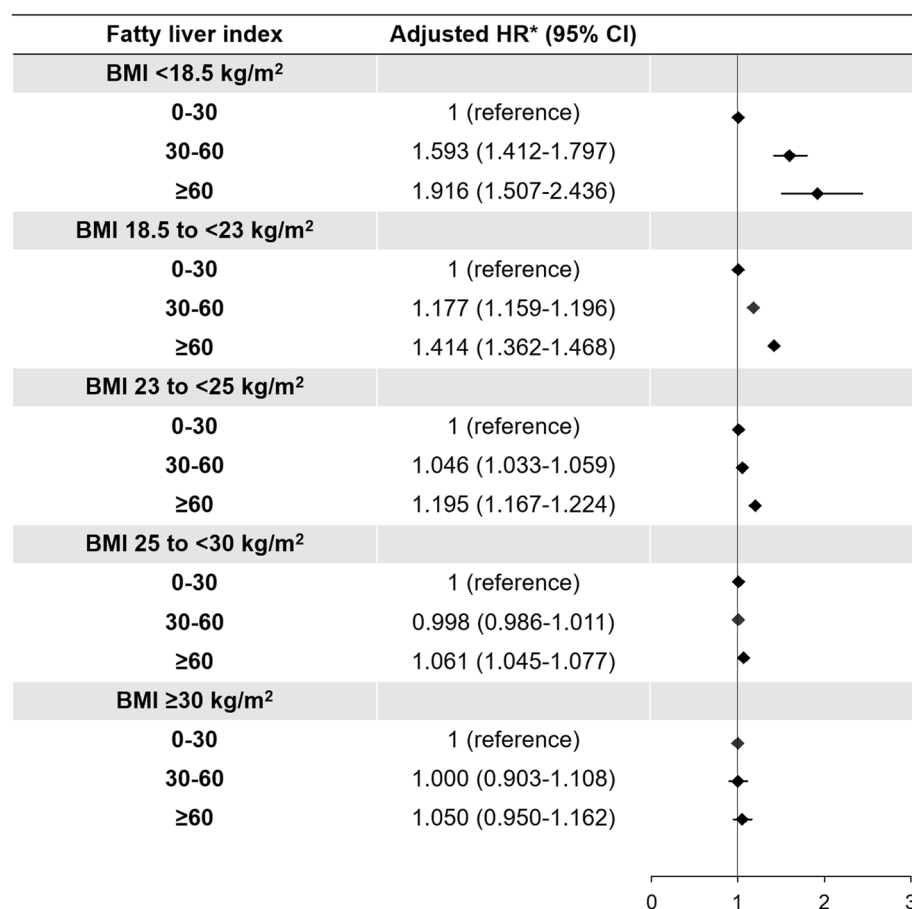 Fatty liver index Adjusted HR* (95% CI)
BMI <18.5 kg/m²
0-30 1 (reference)
30-60 1.593 (1.412-1.797)
≥60 1.916 (1.507-2.436)
BMI 18.5 to <23 kg/m²
0-30 1 (reference)
30-60 1.177 (1.159-1.196)
≥60 1.414 (1.362-1.468)
BMI 23 to <25 kg/m²
0-30 1 (reference)
30-60 1.046 (1.033-1.059)
≥60 1.195 (1.167-1.224)
BMI 25 to <30 kg/m²
0-30 1 (reference)
30-60 0.998 (0.986-1.011)
≥60 1.061 (1.045-1.077)
BMI ≥30 kg/m²
0-30 1 (reference)
30-60 1.000 (0.903-1.108)
≥60 1.050 (0.950-1.162)
0 1 2 3